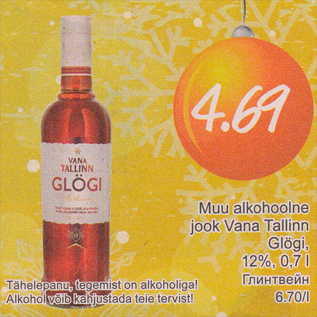 4.69
VANA
TALLINN
GLÖGI
Muu alkohoolne
jook Vana Tallinn
Glögi,
12%, 0,7 l
Глинтвейн
6.70/l
Tähelepanu, tegemist on alkoholiga!
Alkohol võib kahjustada teie tervist!